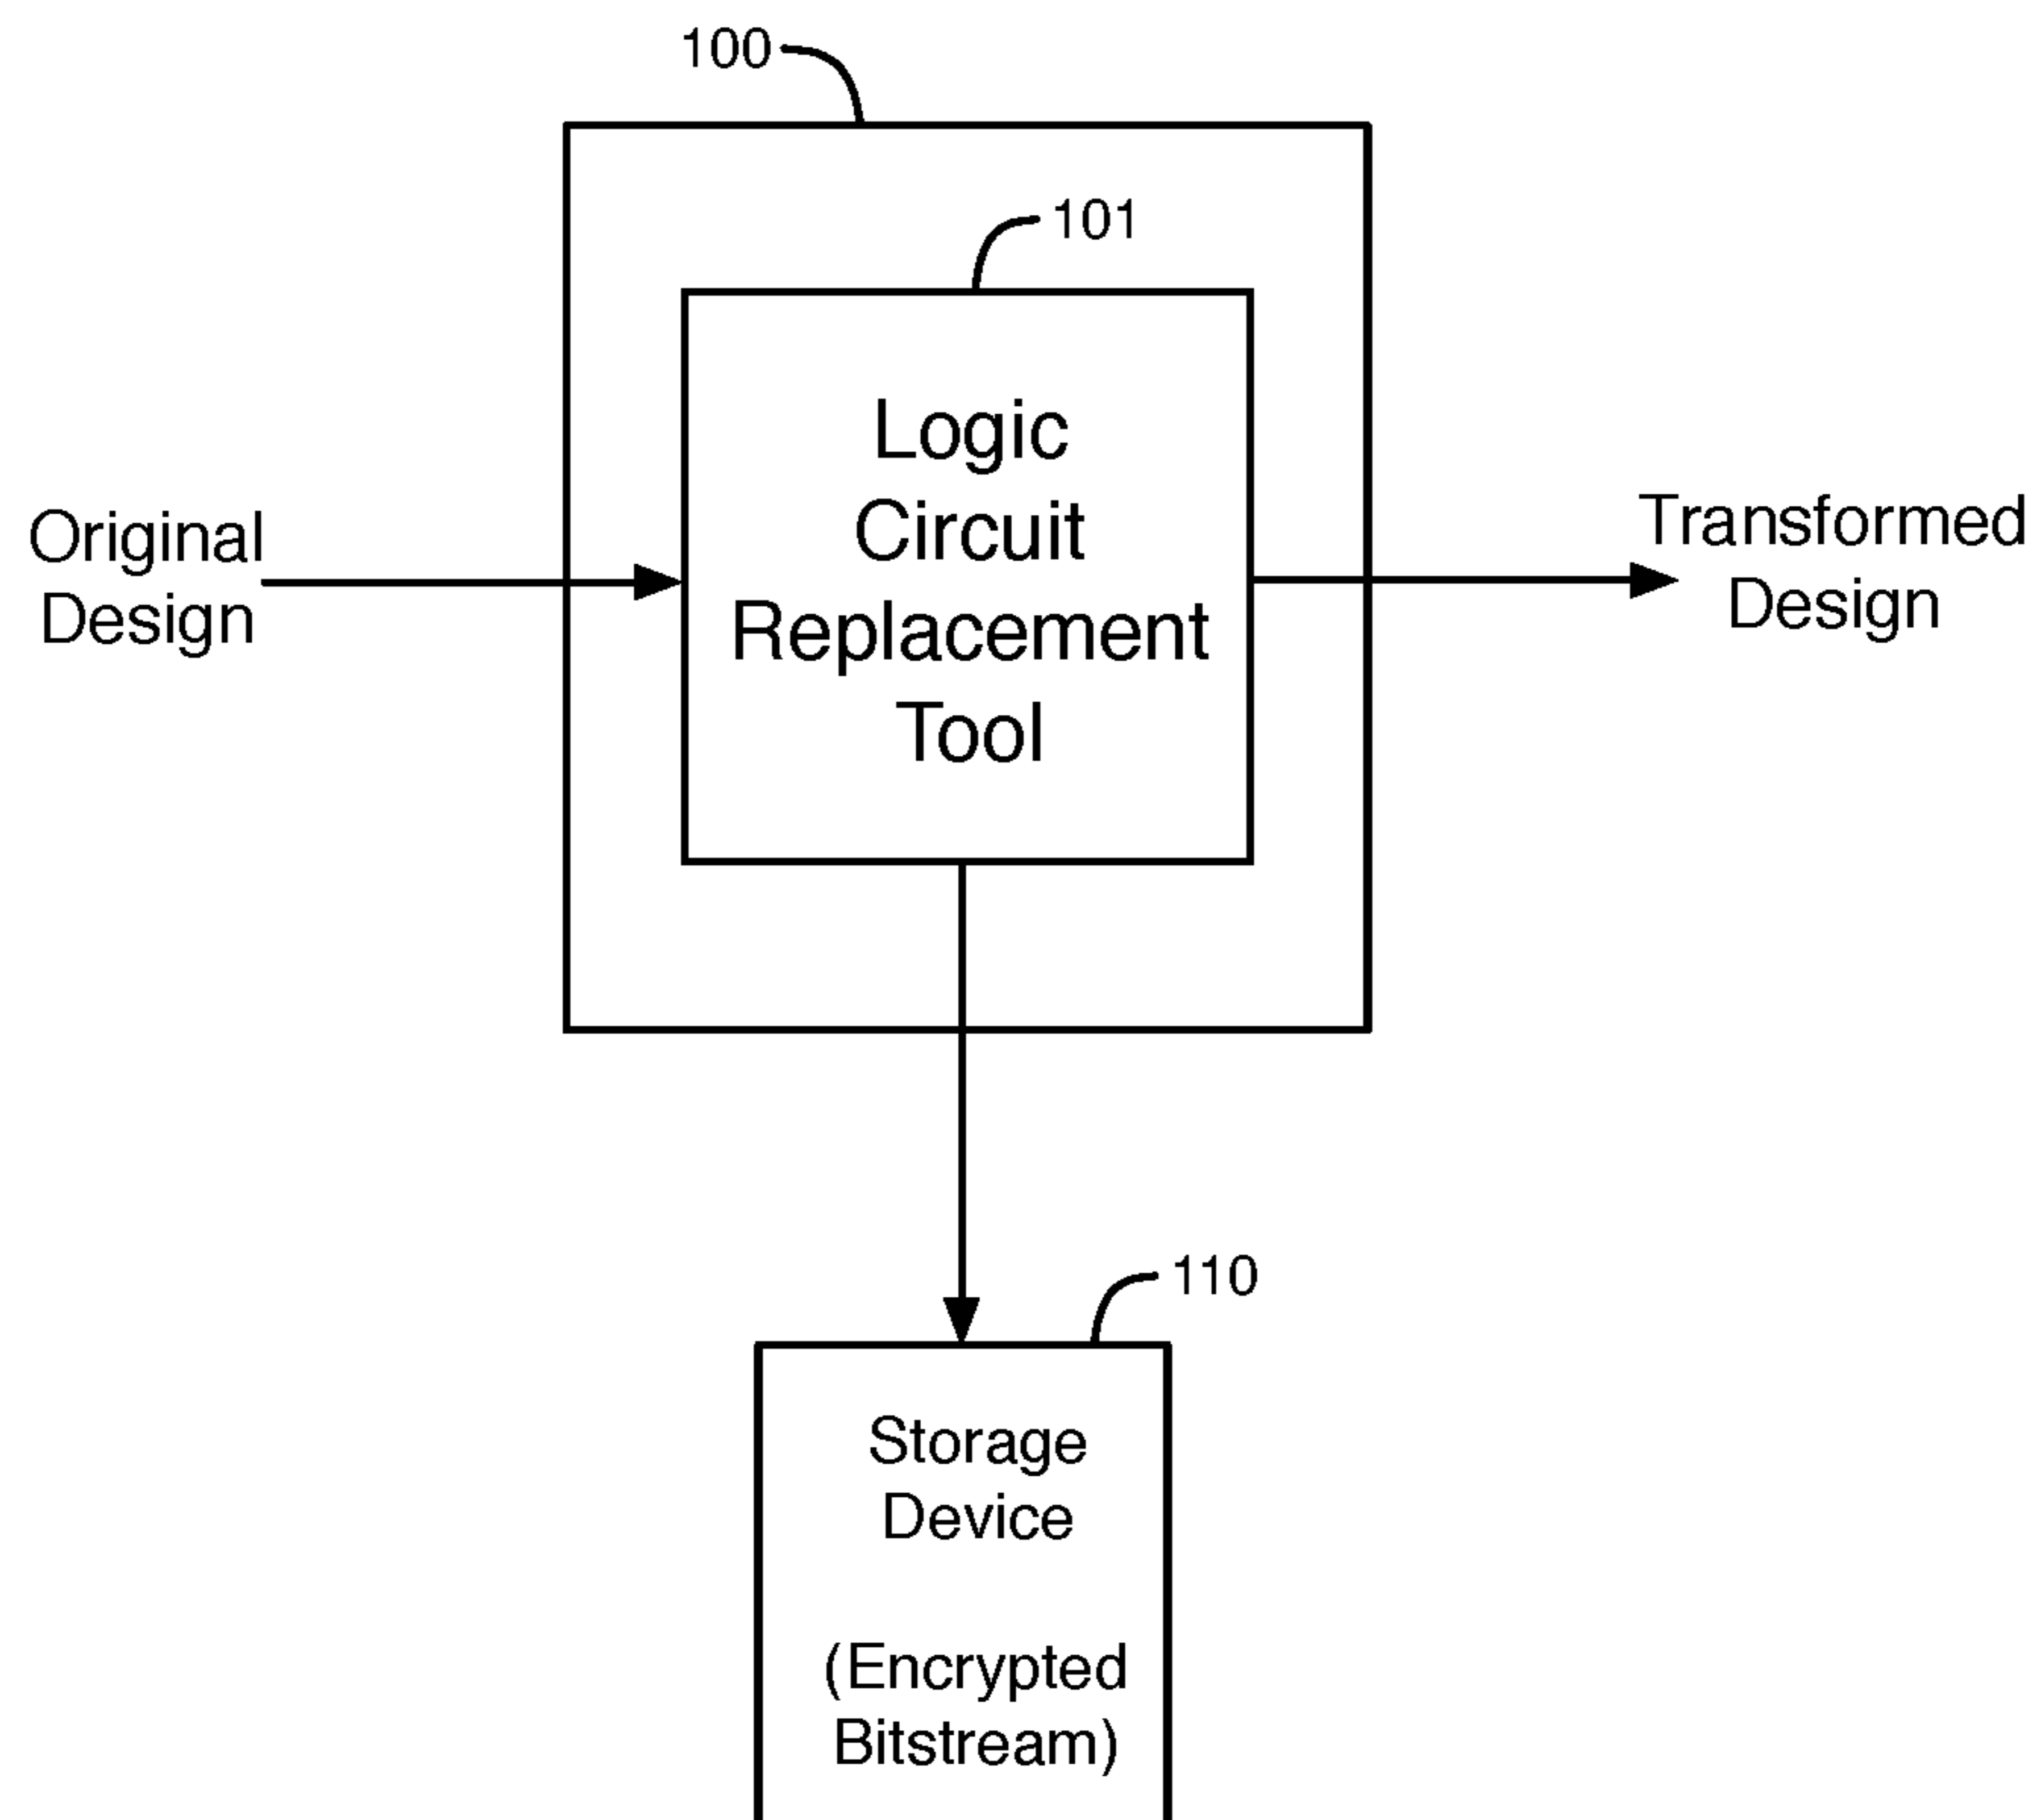 100
101
Logic
Circuit
Replacement
Tool
Original
Design
Transformed
Design
110
Storage
Device
(Encrypted
Bitstream)